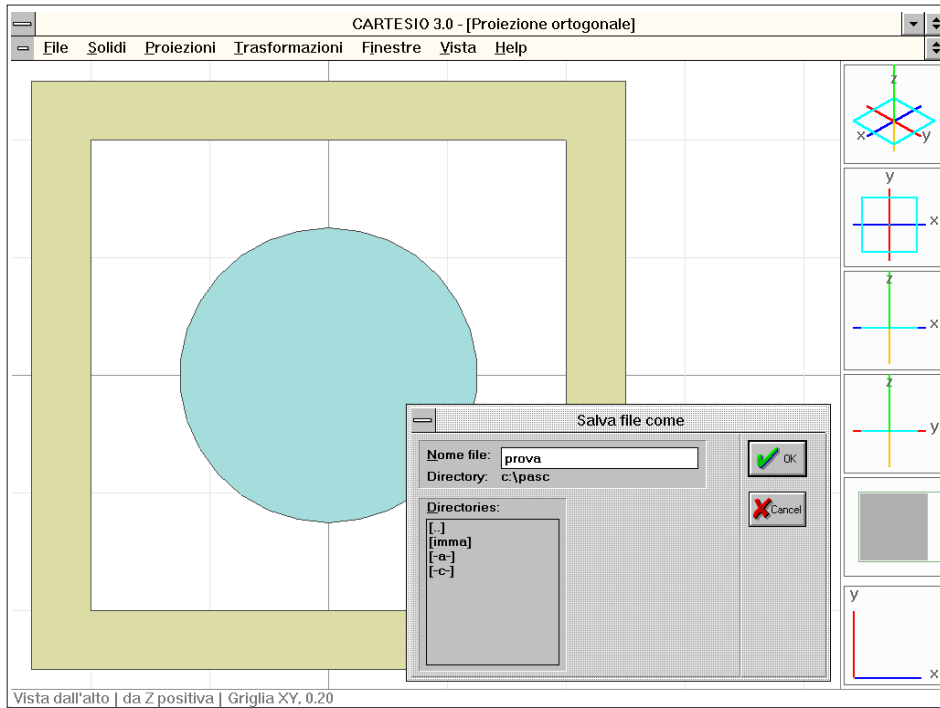 CARTESIO 3.0 - [Proiezione ortogonale]
File Solidi Proiezioni Trasformazioni Finestre Vista Help
z
x y
y
x
z
x
z
y
Salva file come
Nome file: prova
OK
Directory: c:\pasc
Directories:
Cancel
[..]
[imma]
[-a-]
[-c-]
y
x
Vista dall'alto | da Z positiva | Griglia XY, 0.20